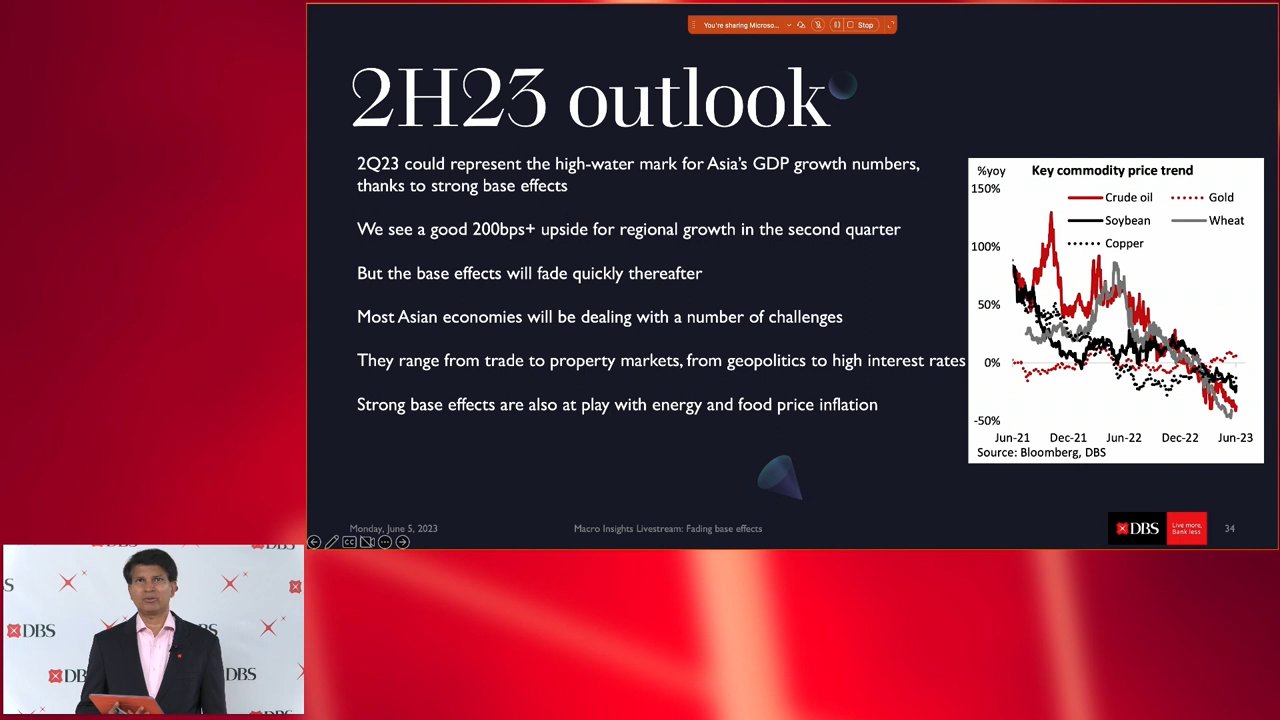 You're sharing Microso...
Stop
2H23 outlook
2Q23 could represent the high-water mark for Asia's GDP growth numbers,
thanks to strong base effects
We see a good 200bps+ upside for regional growth in the second quarter
But the base effects will fade quickly thereafter
Most Asian economies will be dealing with a number of challenges
They range from trade to property markets, from geopolitics to high interest rates
Strong base effects are also at play with energy and food price inflation
%yoy
Key commodity price trend
150%
100%
50%
0%
-50%
Crude oil
Gold
Soybean
Wheat
Copper
Jun-21 Dec-21 Jun-22 Dec-22 Jun-23
Source: Bloomberg, DBS
Monday, June 5, 2023
Macro Insights Livestream: Fading base effects
DBS
Live more,
Bank less
34
CC
DBS
DBS
S
DBS
DBS
S
DB
DBS